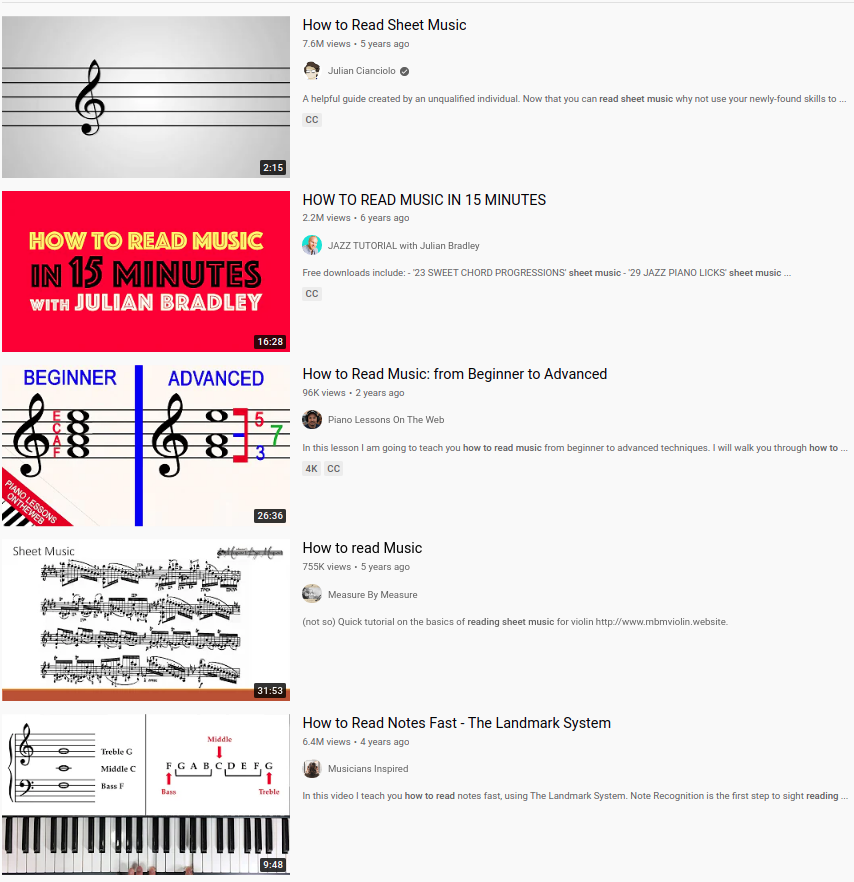 How to Read Sheet Music
7.6M views • 5 years ago
Julian Cianciolo
A helpful guide created by an unqualified individual. Now that you can read sheet music why not use your newly-found skills to ...
CC
2:15
HOW TO READ MUSIC IN 15 MINUTES
2.2M views • 6 years ago
JAZZ TUTORIAL with Julian Bradley
Free downloads include: - '23 SWEET CHORD PROGRESSIONS' sheet music - '29 JAZZ PIANO LICKS' sheet music ...
CC
HOW TO READ MUSIC
IN 15 MINUTES
WITH JULIAN BRADLEY
16:28
How to Read Music: from Beginner to Advanced
96K views • 2 years ago
Piano Lessons On The Web
In this lesson I am going to teach you how to read music from beginner to advanced techniques. I will walk you through how to ...
4K CC
BEGINNER ADVANCED
E
C
A
F
5
7
3
PIANO LESSONS
ONTHEWEB
26:36
How to read Music
755K views • 5 years ago
Measure By Measure
(not so) Quick tutorial on the basics of reading sheet music for violin http://www.mbmviolin.website.
Sheet Music
31:53
How to Read Notes Fast - The Landmark System
6.4M views • 4 years ago
Musicians Inspired
In this video I teach you how to read notes fast, using The Landmark System. Note Recognition is the first step to sight reading ...
Treble G
Middle C
Bass F
Middle
F G A B C D E F G
Bass Treble
9:48